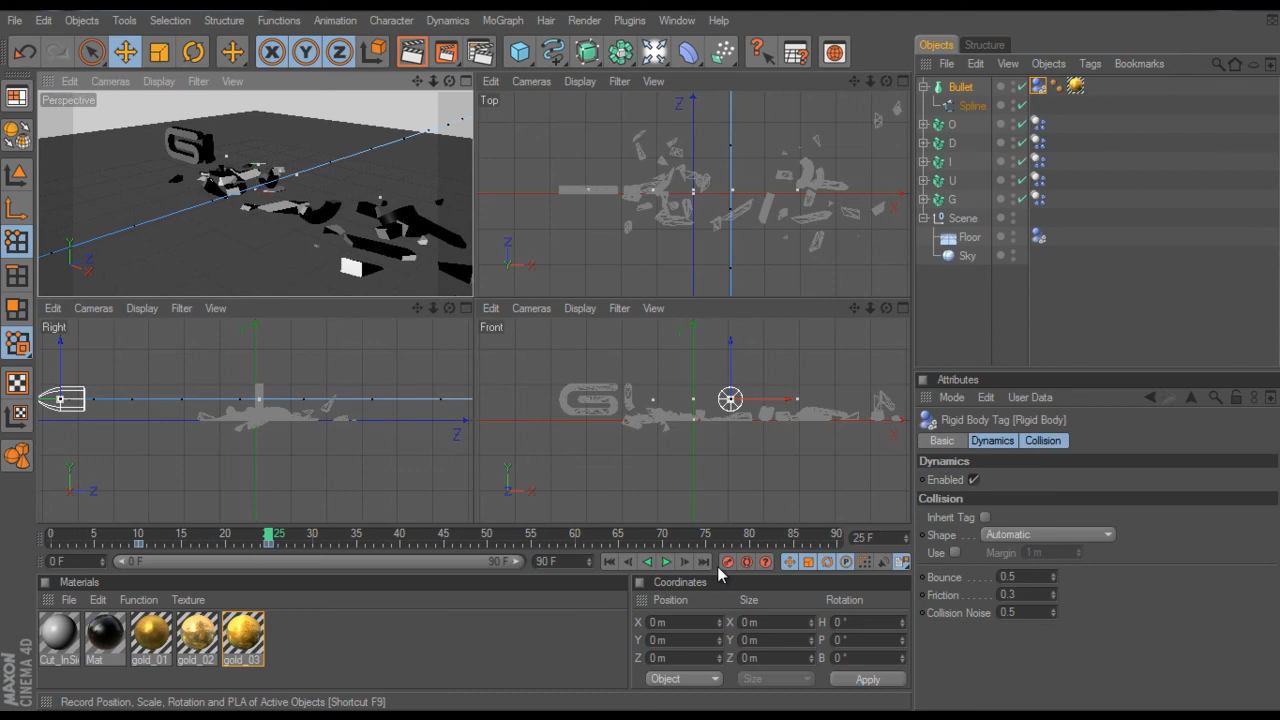 File Edit Objects Tools Selection Structure Functions Animation Character Dynamics MoGraph Hair Render Plugins Window Help
X Y Z
Objects Structure
File Edit View Objects Tags Bookmarks
Edit Cameras Display Filter View
Perspective
Edit Cameras Display Filter View
Top
Bullet
Spline
O
D
I
U
G
Scene
Floor
Sky
Edit Cameras Display Filter View
Right
Edit Cameras Display Filter View
Front
Attributes
Mode Edit User Data
Rigid Body Tag [Rigid Body]
Basic Dynamics Collision
Dynamics
Enabled
Collision
Inherit Tag
Shape Automatic
Use Margin 1 m
Bounce 0.5
Friction 0.3
Collision Noise 0.5
0 5 10 15 20 25 30 35 40 45 50 55 60 65 70 75 80 85 90 25 F
0 F 0 F 90 F 90 F
Materials
File Edit Function Texture
Cut_InSi Mat gold_01 gold_02 gold_03
Coordinates
Position Size Rotation
X 0 m X 0 m H 0 °
Y 0 m Y 0 m P 0 °
Z 0 m Z 0 m B 0 °
Object Size Apply
MAXON
CINEMA 4D
Record Position, Scale, Rotation and PLA of Active Objects [Shortcut F9]